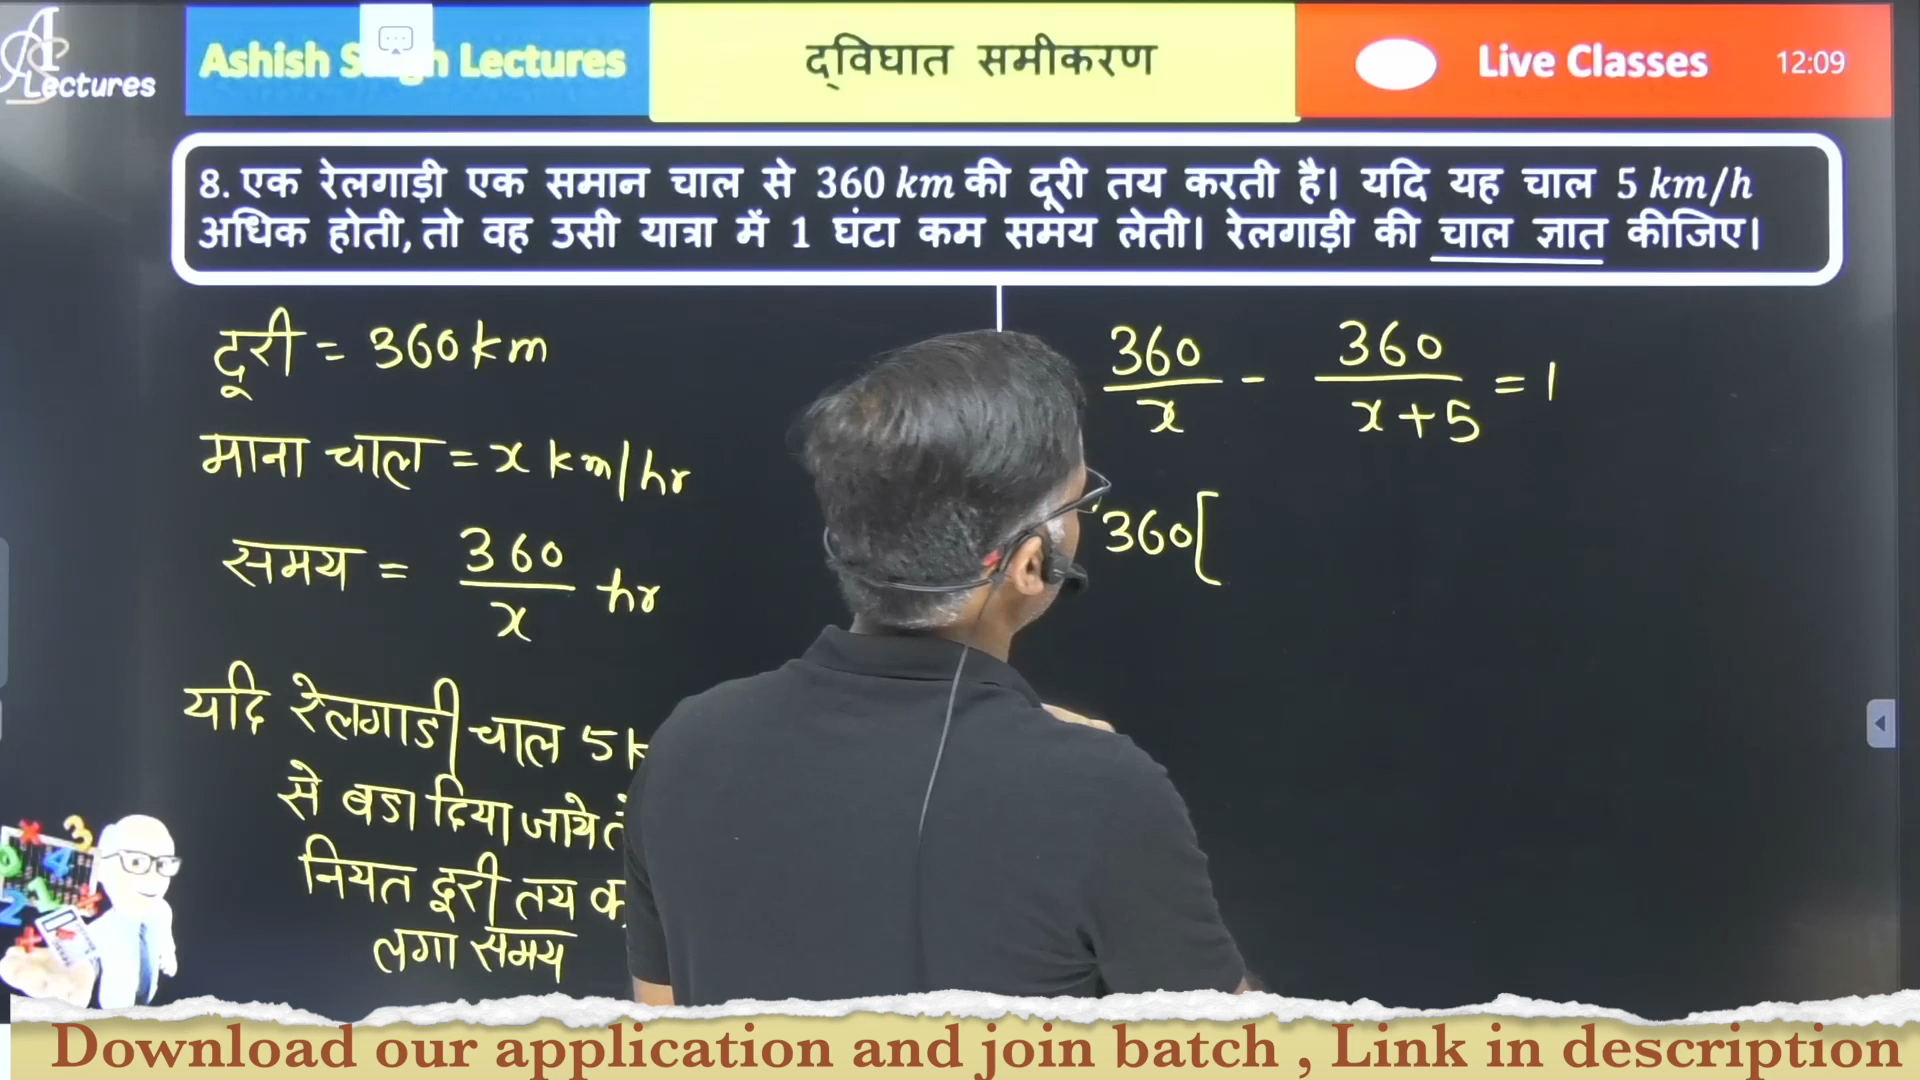 Lectures
Ashish Singh Lectures
द्विघात समीकरण
Live Classes
12:09
8. एक रेलगाड़ी एक समान चाल से 360 km की दूरी तय करती है। यदि यह चाल 5 km/h
अधिक होती, तो वह उसी यात्रा में 1 घंटा कम समय लेती। रेलगाड़ी की चाल ज्ञात कीजिए।
दूरी = 360 km
माना चाल = x km/hr
समय = 360/x hr
यदि रेलगाडी चाल 5 k
से बडा दिया जाये
नियत दूरी तय
लगा समय
360/x - 360/x+5 = 1
360[
Download our application and join batch , Link in description